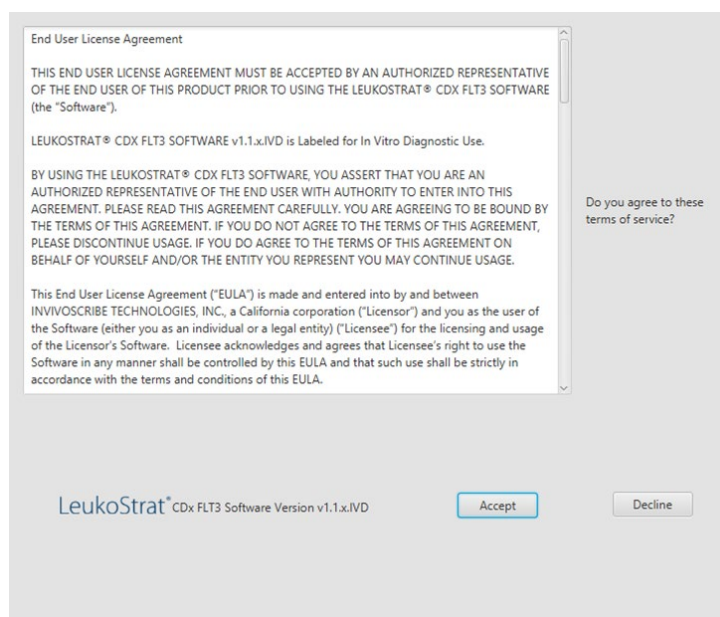 End User License Agreement
THIS END USER LICENSE AGREEMENT MUST BE ACCEPTED BY AN AUTHORIZED REPRESENTATIVE
OF THE END USER OF THIS PRODUCT PRIOR TO USING THE LEUKOSTRAT® CDX FLT3 SOFTWARE
(the "Software").
LEUKOSTRAT® CDX FLT3 SOFTWARE v1.1.x.IVD is Labeled for In Vitro Diagnostic Use.
BY USING THE LEUKOSTRAT® CDX FLT3 SOFTWARE, YOU ASSERT THAT YOU ARE AN
AUTHORIZED REPRESENTATIVE OF THE END USER WITH AUTHORITY TO ENTER INTO THIS
AGREEMENT. PLEASE READ THIS AGREEMENT CAREFULLY. YOU ARE AGREEING TO BE BOUND BY
THE TERMS OF THIS AGREEMENT. IF YOU DO NOT AGREE TO THE TERMS OF THIS AGREEMENT,
PLEASE DISCONTINUE USAGE. IF YOU DO AGREE TO THE TERMS OF THIS AGREEMENT ON
BEHALF OF YOURSELF AND/OR THE ENTITY YOU REPRESENT YOU MAY CONTINUE USAGE.
This End User License Agreement ("EULA") is made and entered into by and between
INVIVOSCRIBE TECHNOLOGIES, INC., a California corporation ("Licensor") and you as the user of
the Software (either you as an individual or a legal entity) ("Licensee") for the licensing and usage
of the Licensor's Software. Licensee acknowledges and agrees that Licensee's right to use the
Software in any manner shall be controlled by this EULA and that such use shall be strictly in
accordance with the terms and conditions of this EULA.
Do you agree to these
terms of service?
LeukoStrat® CDx FLT3 Software Version v1.1.x.IVD
Accept
Decline